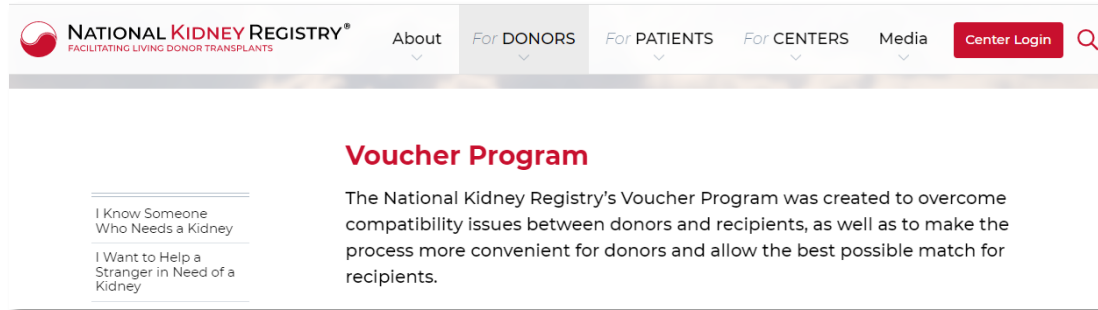 NATIONAL KIDNEY REGISTRY®
FACILITATING LIVING DONOR TRANSPLANTS
About
For DONORS
For PATIENTS
For CENTERS
Media
Center Login
Voucher Program
The National Kidney Registry’s Voucher Program was created to overcome
compatibility issues between donors and recipients, as well as to make the
process more convenient for donors and allow the best possible match for
recipients.
I Know Someone
Who Needs a Kidney
I Want to Help a
Stranger in Need of a
Kidney